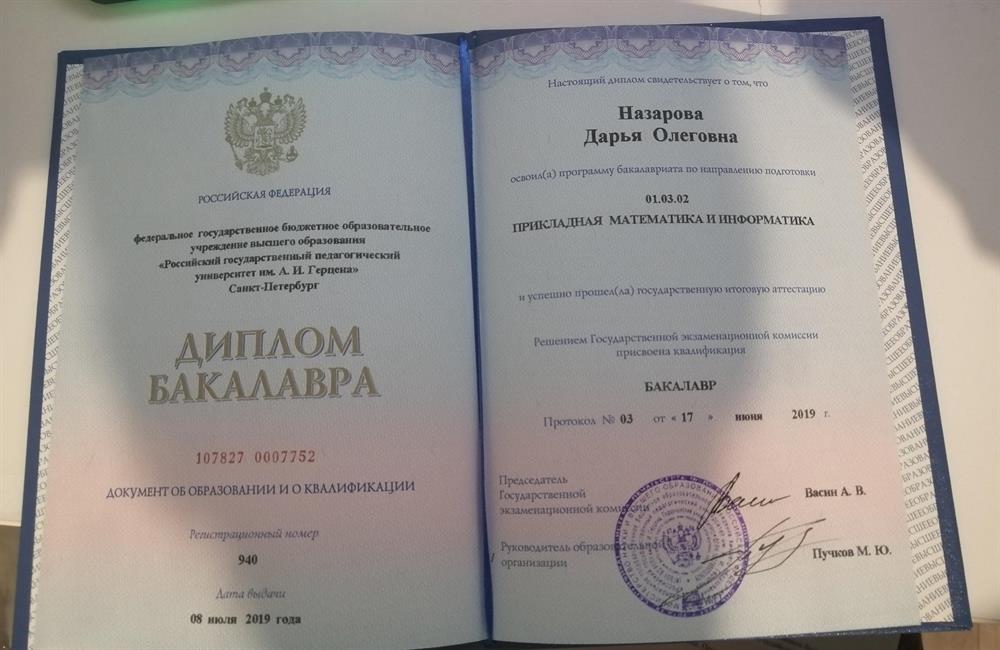 РОССИЙСКАЯ ФЕДЕРАЦИЯ
федеральное государственное бюджетное образовательное
учреждение высшего образования
«Российский государственный педагогический
университет им. А. И. Герцена»
Санкт-Петербург
ДИПЛОМ
БАКАЛАВРА
107827 0007752
ДОКУМЕНТ ОБ ОБРАЗОВАНИИ И О КВАЛИФИКАЦИИ
Регистрационный номер
940
Дата выдачи
08 июля 2019 года
Настоящий диплом свидетельствует о том, что
Назарова
Дарья Олеговна
освоил(а) программу бакалавриата по направлению подготовки
01.03.02
ПРИКЛАДНАЯ МАТЕМАТИКА И ИНФОРМАТИКА
и успешно прошел(ла) государственную итоговую аттестацию
Решением Государственной экзаменационной комиссии
присвоена квалификация
БАКАЛАВР
Протокол № 03 от « 17 » июня 2019 г.
Председатель
Государственной
экзаменационной комиссии
Васин А. В.
Руководитель образовательной
организации
Пучков М. Ю.